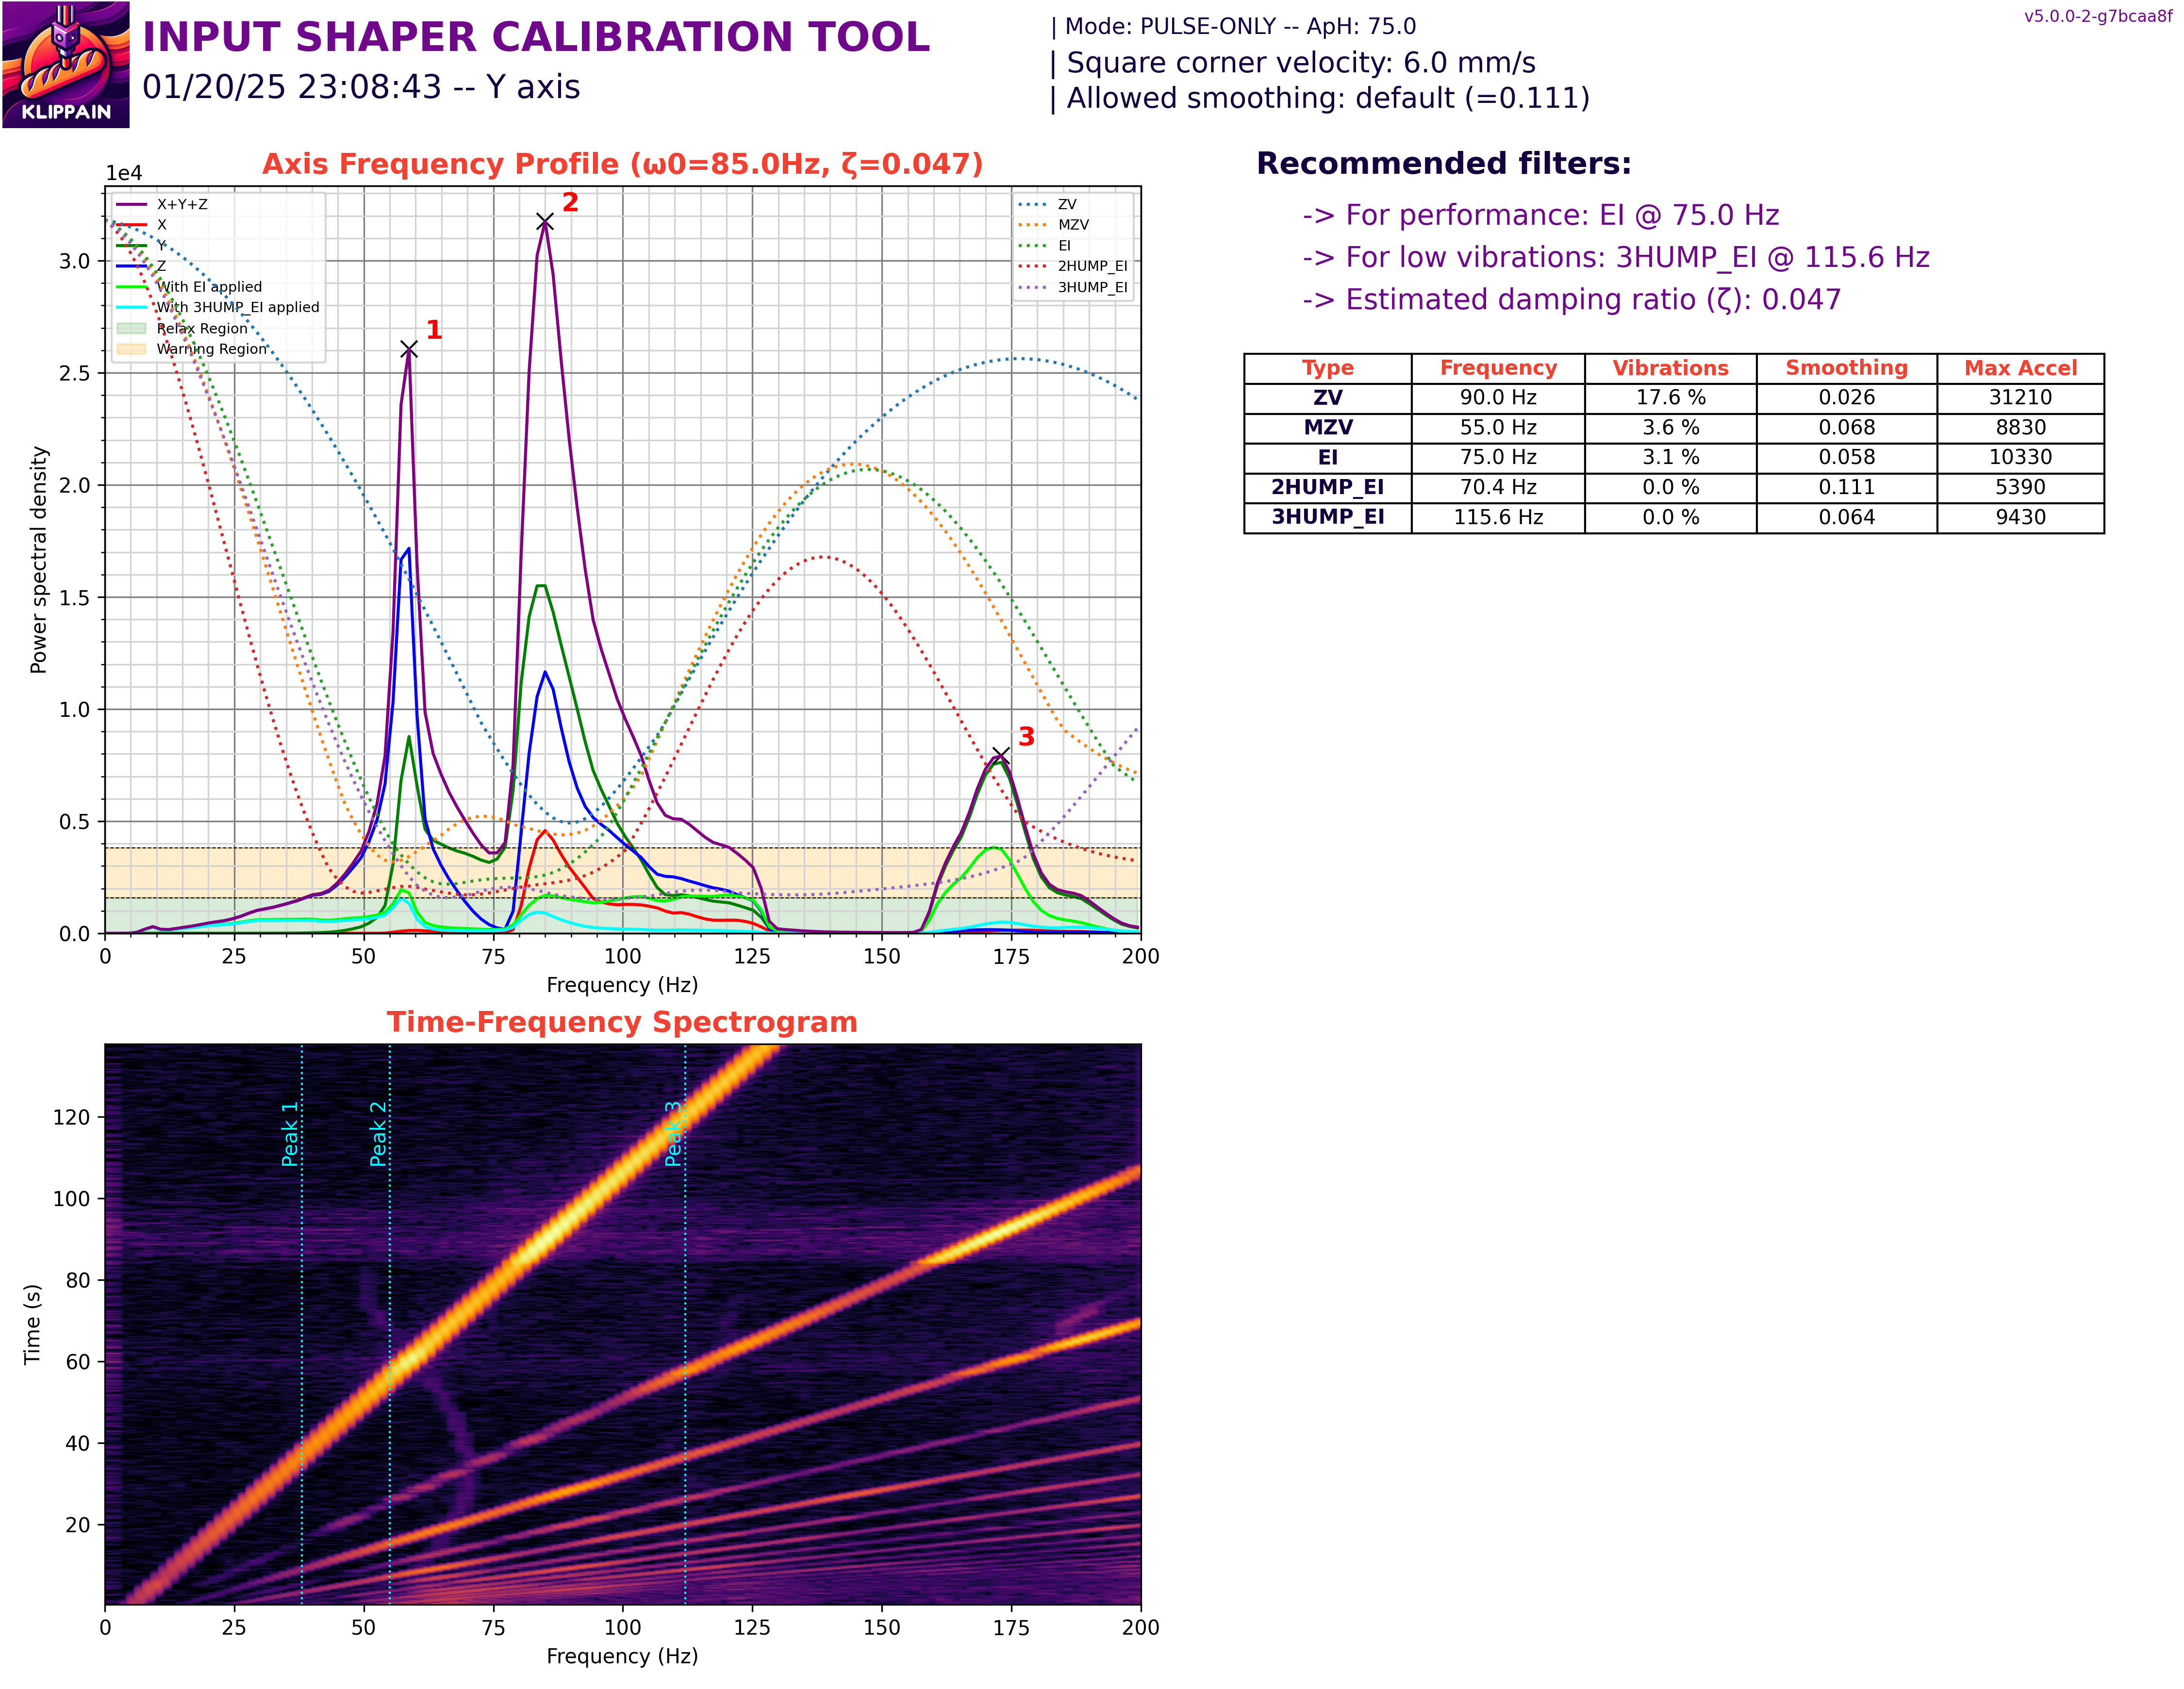 KLIPPAIN
INPUT SHAPER CALIBRATION TOOL
01/20/25 23:08:43 -- Y axis
| Mode: PULSE-ONLY -- ApH: 75.0
| Square corner velocity: 6.0 mm/s
| Allowed smoothing: default (=0.111)
v5.0.0-2-g7bcaa8f
Axis Frequency Profile (ω0=85.0Hz, ζ=0.047)
1e4
X+Y+Z
X
Y
Z
With EI applied
With 3HUMP_EI applied
Relax Region
Warning Region
ZV
MZV
EI
2HUMP_EI
3HUMP_EI
1
2
3
Power spectral density
3.0
2.5
2.0
1.5
1.0
0.5
0.0
0 25 50 75 100 125 150 175 200
Frequency (Hz)
Recommended filters:
-> For performance: EI @ 75.0 Hz
-> For low vibrations: 3HUMP_EI @ 115.6 Hz
-> Estimated damping ratio (ζ): 0.047
Type Frequency Vibrations Smoothing Max Accel
ZV 90.0 Hz 17.6 % 0.026 31210
MZV 55.0 Hz 3.6 % 0.068 8830
EI 75.0 Hz 3.1 % 0.058 10330
2HUMP_EI 70.4 Hz 0.0 % 0.111 5390
3HUMP_EI 115.6 Hz 0.0 % 0.064 9430
Time-Frequency Spectrogram
Peak 1
Peak 2
Peak 3
Time (s)
120
100
80
60
40
20
0 25 50 75 100 125 150 175 200
Frequency (Hz)